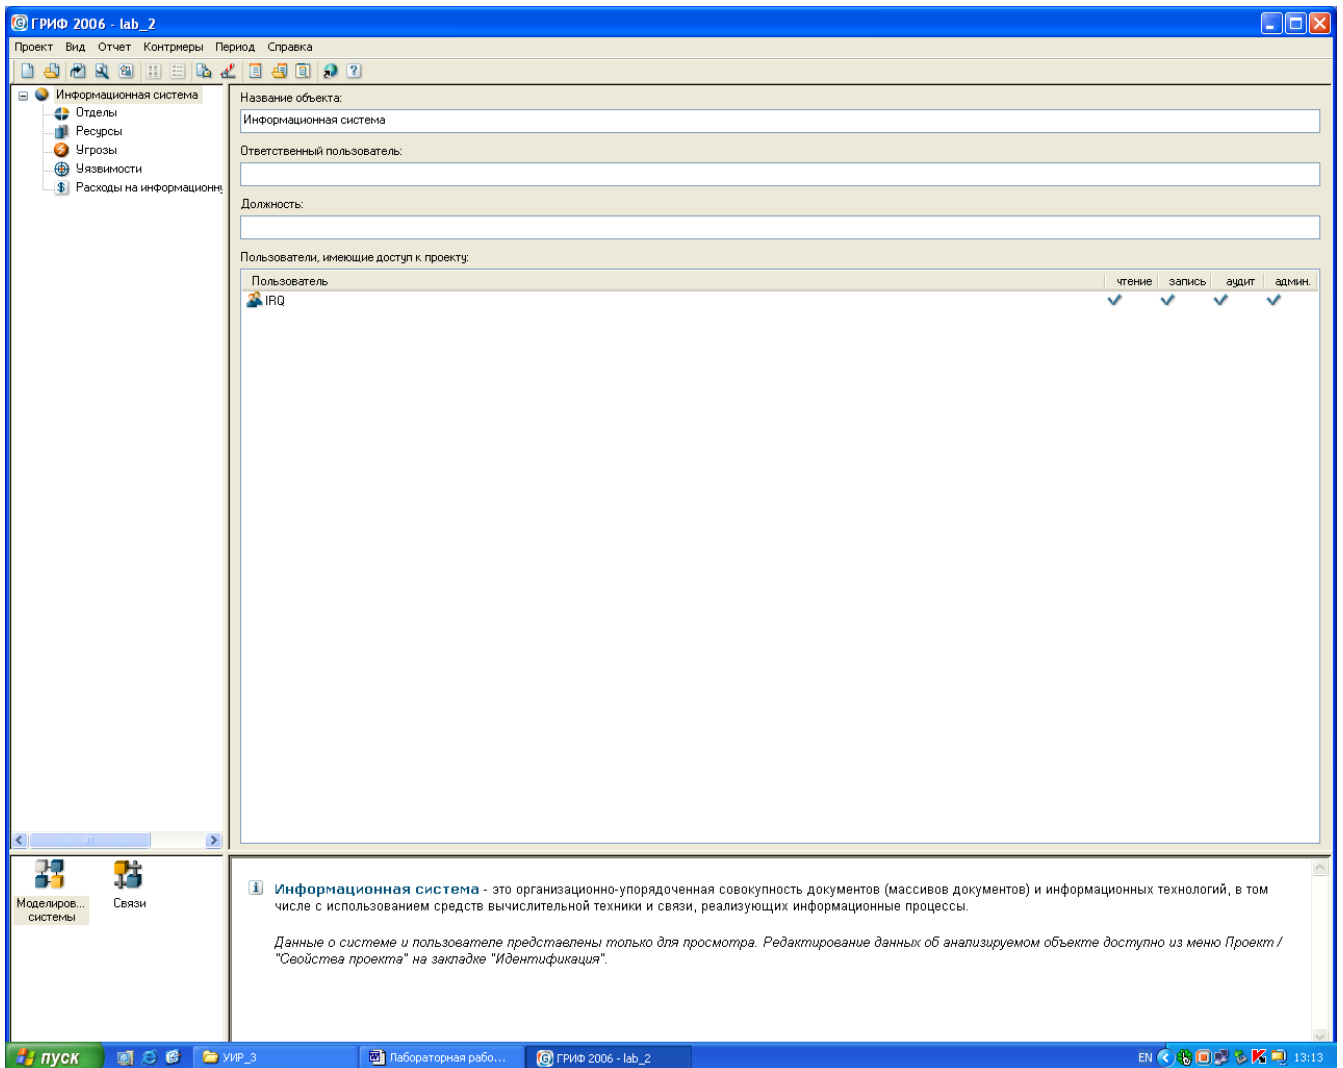 ГРИФ 2006 - lab_2
Проект Вид Отчет Контрмеры Период Справка
Информационная система
Отделы
Ресурсы
Угрозы
Уязвимости
Расходы на информационну
Название объекта:
Информационная система
Ответственный пользователь:
Должность:
Пользователи, имеющие доступ к проекту:
Пользователь чтение запись аудит админ.
IRQ
Моделиров...
системы
Связи
Информационная система - это организационно-упорядоченная совокупность документов (массивов документов) и информационных технологий, в том
числе с использованием средств вычислительной техники и связи, реализующих информационные процессы.
Данные о системе и пользователе представлены только для просмотра. Редактирование данных об анализируемом объекте доступно из меню Проект /
"Свойства проекта" на закладке "Идентификация".
пуск УИР_3 Лабораторная рабо... ГРИФ 2006 - lab_2 EN 13:13